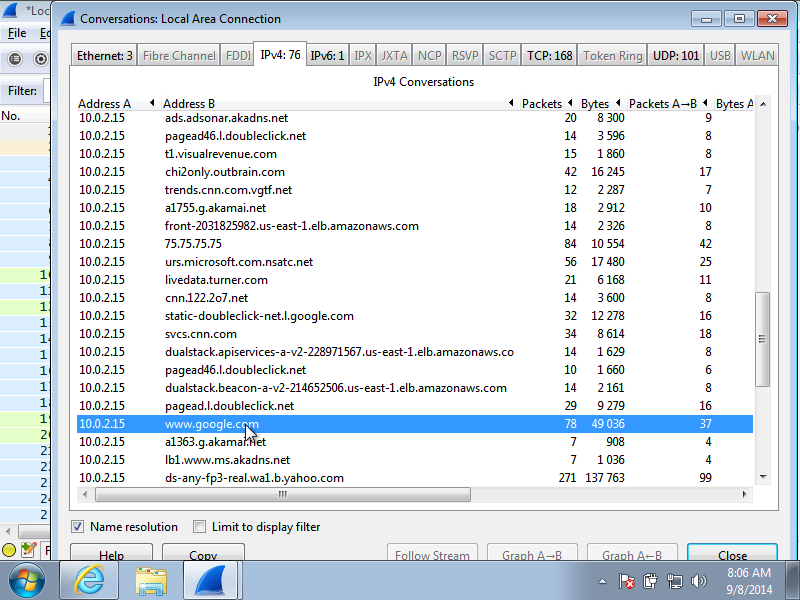 *Loc
Conversations: Local Area Connection
File
Ethernet: 3 Fibre Channel FDDI IPv4: 76 IPv6: 1 IPX JXTA NCP RSVP SCTP TCP: 168 Token Ring UDP: 101 USB WLAN
Filter:
IPv4 Conversations
No.
Address A Address B Packets Bytes Packets A→B Bytes A
10.0.2.15 ads.adsonar.akadns.net 20 8 300 9
10.0.2.15 pagead46.l.doubleclick.net 14 3 596 8
10.0.2.15 t1.visualrevenue.com 15 1 860 8
10.0.2.15 chi2only.outbrain.com 42 16 245 17
10.0.2.15 trends.cnn.com.vgtf.net 12 2 287 7
10.0.2.15 a1755.g.akamai.net 18 2 912 10
10.0.2.15 front-2031825982.us-east-1.elb.amazonaws.com 14 2 326 8
10.0.2.15 75.75.75.75 84 10 554 42
10.0.2.15 urs.microsoft.com.nsatc.net 56 17 480 25
10.0.2.15 livedata.turner.com 21 6 168 11
10.0.2.15 cnn.122.2o7.net 14 3 600 8
10.0.2.15 static-doubleclick-net.l.google.com 32 12 278 16
10.0.2.15 svcs.cnn.com 34 8 614 18
10.0.2.15 dualstack.apiservices-a-v2-228971567.us-east-1.elb.amazonaws.co 14 1 629 8
10.0.2.15 pagead46.l.doubleclick.net 10 1 660 6
10.0.2.15 dualstack.beacon-a-v2-214652506.us-east-1.elb.amazonaws.com 14 2 161 8
10.0.2.15 pagead.l.doubleclick.net 29 9 279 16
10.0.2.15 www.google.com 78 49 036 37
10.0.2.15 a1363.g.akamai.net 7 908 4
10.0.2.15 lb1.www.ms.akadns.net 7 1 036 4
10.0.2.15 ds-any-fp3-real.wa1.b.yahoo.com 271 137 763 99
Name resolution Limit to display filter
Help Copy Follow Stream Graph A→B Graph A←B Close
8:06 AM
9/8/2014